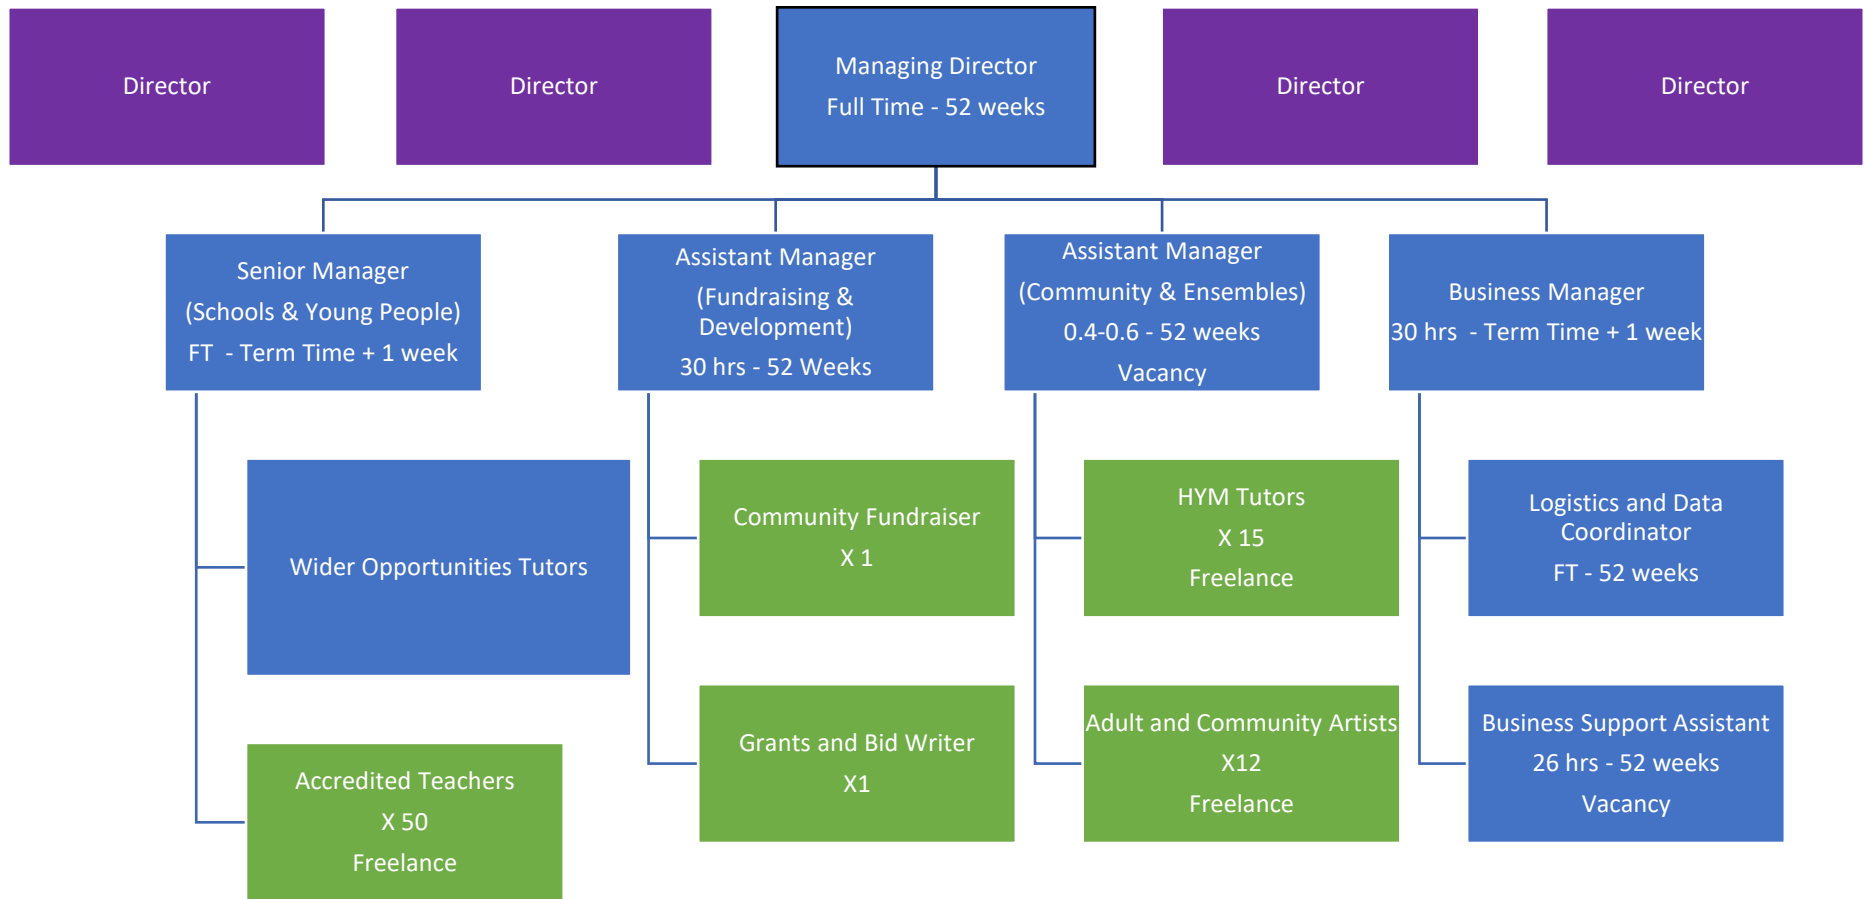 Director
Director
Managing Director
Full Time - 52 weeks
Director
Director
Senior Manager
(Schools & Young People)
FT  - Term Time + 1 week
Assistant Manager
(Fundraising &
Development)
30 hrs - 52 Weeks
Assistant Manager
(Community & Ensembles)
0.4-0.6 - 52 weeks
Vacancy
Business Manager
30 hrs  - Term Time + 1 week
Wider Opportunities Tutors
Community Fundraiser
X 1
HYM Tutors
X 15
Freelance
Logistics and Data
Coordinator
FT - 52 weeks
Accredited Teachers
X 50
Freelance
Grants and Bid Writer
X1
Adult and Community Artists
X12
Freelance
Business Support Assistant
26 hrs - 52 weeks
Vacancy